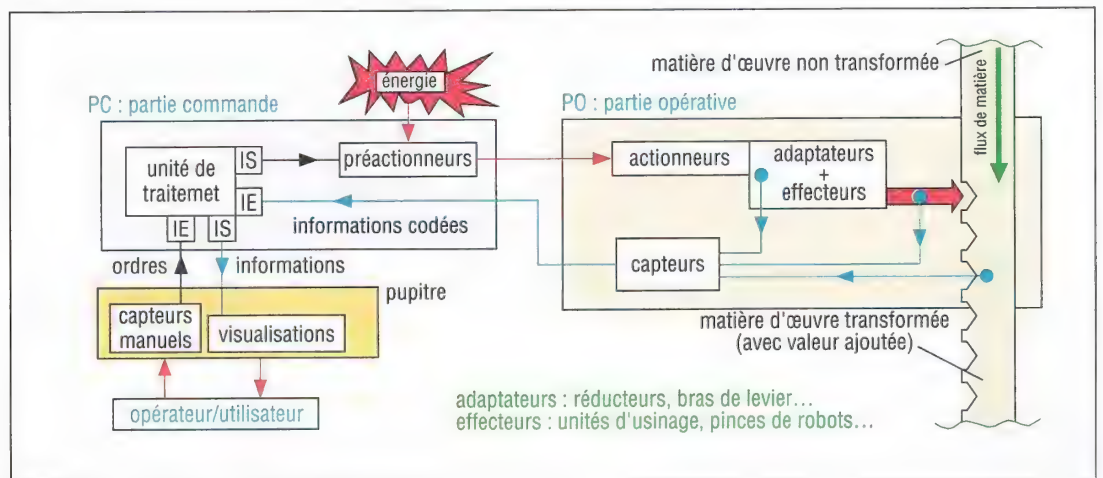 matière d'œuvre non transformée
énergie
PC : partie commande
PO : partie opérative
flux de matière
unité de
traitemet
IS
préactionneurs
actionneurs
adaptateurs
+
effecteurs
IE
informations codées
IE
IS
capteurs
ordres
informations
pupitre
capteurs
manuels
visualisations
matière d'œuvre transformée
(avec valeur ajoutée)
opérateur/utilisateur
adaptateurs : réducteurs, bras de levier...
effecteurs : unités d'usinage, pinces de robots...